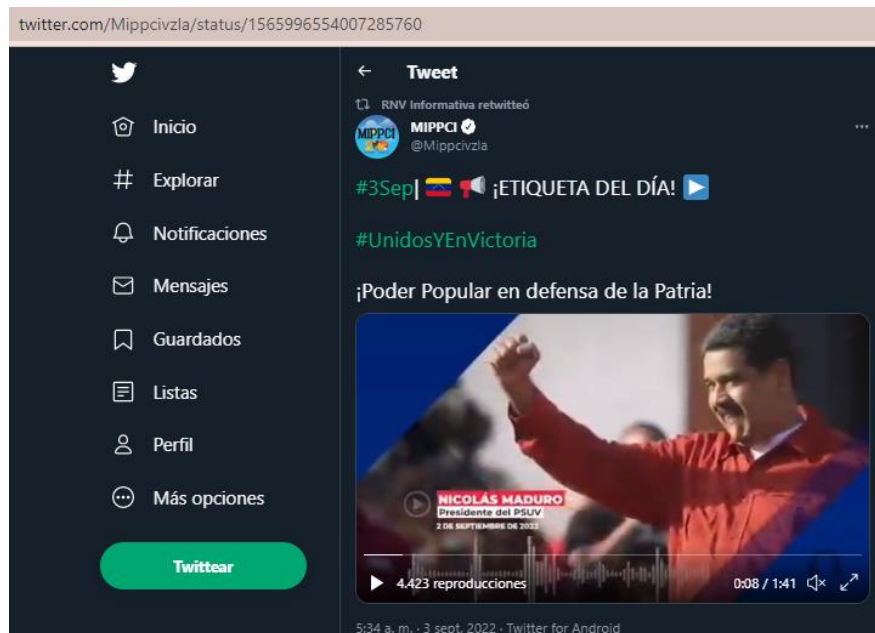 twitter.com/Mippcivzla/status/1565996554007285760
Inicio
Explorar
Notificaciones
Mensajes
Guardados
Listas
Perfil
Más opciones
Twittear
Tweet
RNV Informativa retwitteó
MIPPCI
MIPPCI
@Mippcivzla
#3Sep| 🇻🇪 📢 ¡ETIQUETA DEL DÍA! ▶️
#UnidosYEnVictoria
¡Poder Popular en defensa de la Patria!
NICOLÁS MADURO
Presidente del PSUV
2 DE SEPTIEMBRE DE 2022
4.423 reproducciones
0:08 / 1:41
5:34 a. m. · 3 sept. 2022 · Twitter for Android